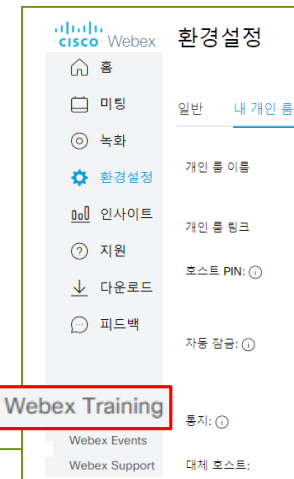 CISCO Webex
환경설정
홈
미팅
녹화
환경설정
인사이트
지원
다운로드
피드백
Webex Training
Webex Events
Webex Support
일반 내 개인 룸
개인 룸 이름
개인 룸 링크
호스트 PIN:
자동 잠금:
통지:
대체 호스트: